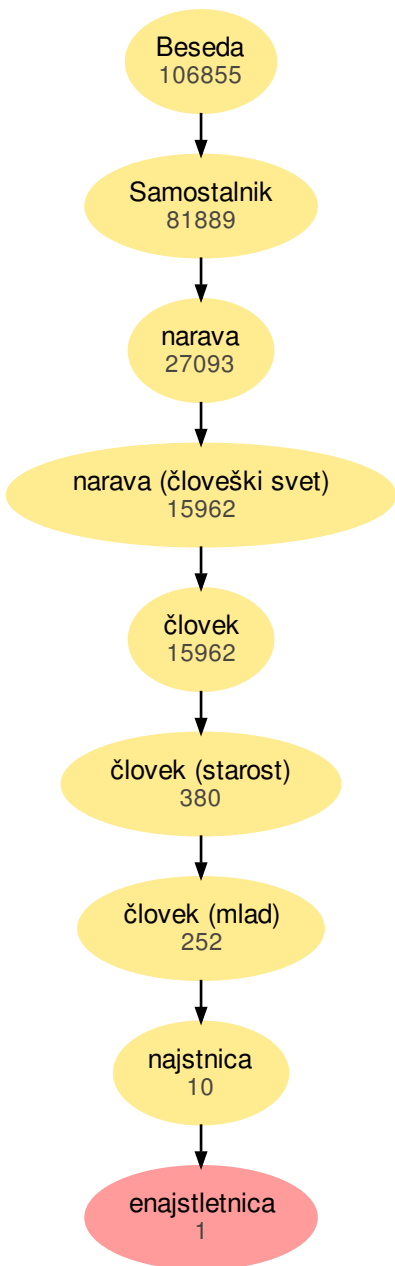 Beseda
106855
Samostalnik
81889
narava
27093
narava (človeški svet)
15962
človek
15962
človek (starost)
380
človek (mlad)
252
najstnica
10
enajstletnica
1